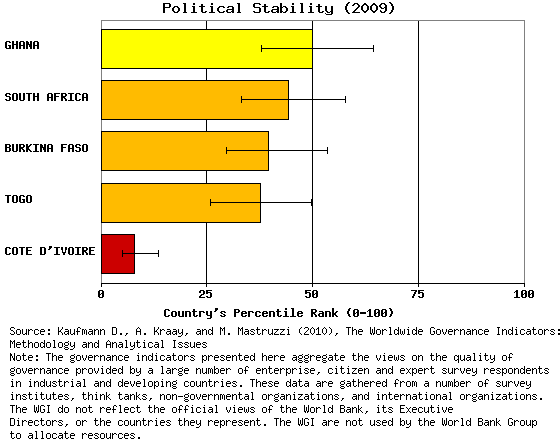 Political Stability (2009)
GHANA
SOUTH AFRICA
BURKINA FASO
TOGO
COTE D'IVOIRE
0 25 50 75 100
Country's Percentile Rank (0-100)
Source: Kaufmann D., A. Kraay, and M. Mastruzzi (2010), The Worldwide Governance Indicators:
Methodology and Analytical Issues
Note: The governance indicators presented here aggregate the views on the quality of
governance provided by a large number of enterprise, citizen and expert survey respondents
in industrial and developing countries. These data are gathered from a number of survey
institutes, think tanks, non-governmental organizations, and international organizations.
The WGI do not reflect the official views of the World Bank, its Executive
Directors, or the countries they represent. The WGI are not used by the World Bank Group
to allocate resources.